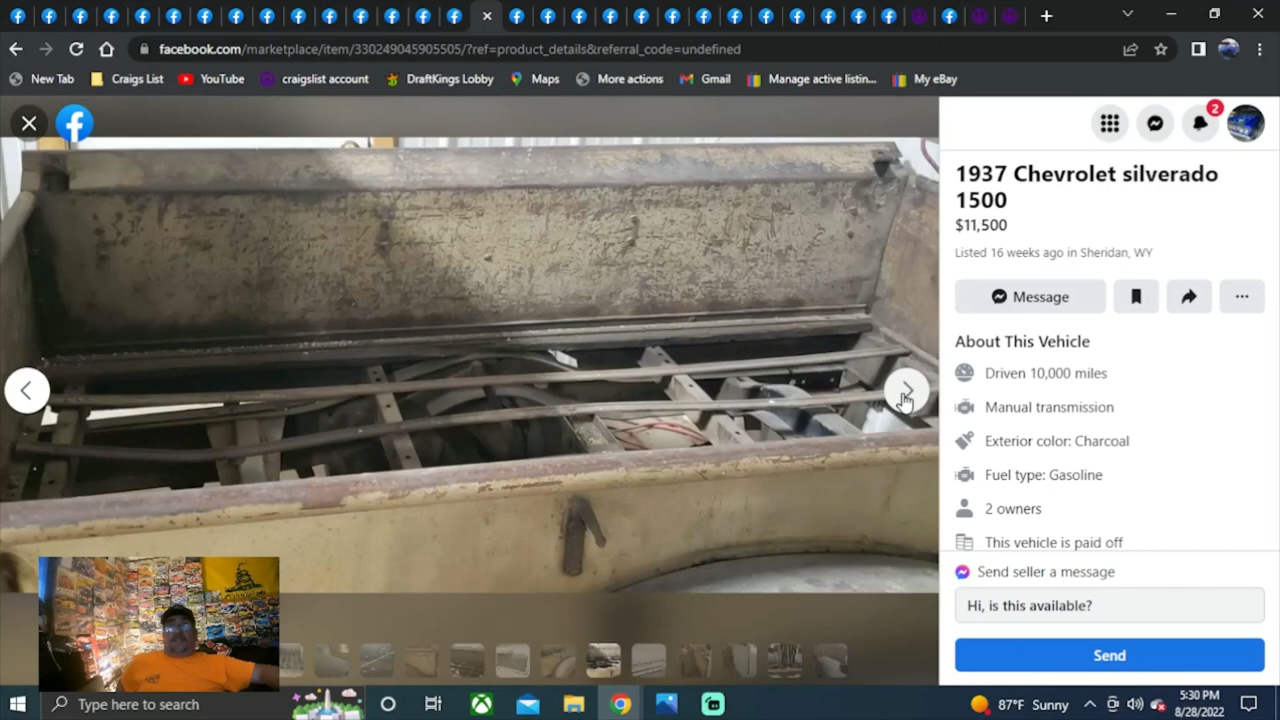 facebook.com/marketplace/item/330249045905505/?ref=product_details&referral_code=undefined
New Tab
Craigs List
YouTube
craigslist account
DraftKings Lobby
Maps
More actions
Gmail
Manage active listin...
My eBay
2
1937 Chevrolet silverado
1500
$11,500
Listed 16 weeks ago in Sheridan, WY
Message
About This Vehicle
Driven 10,000 miles
Manual transmission
Exterior color: Charcoal
Fuel type: Gasoline
2 owners
This vehicle is paid off
Send seller a message
Hi, is this available?
Send
Type here to search
87°F Sunny
5:30 PM
8/28/2022